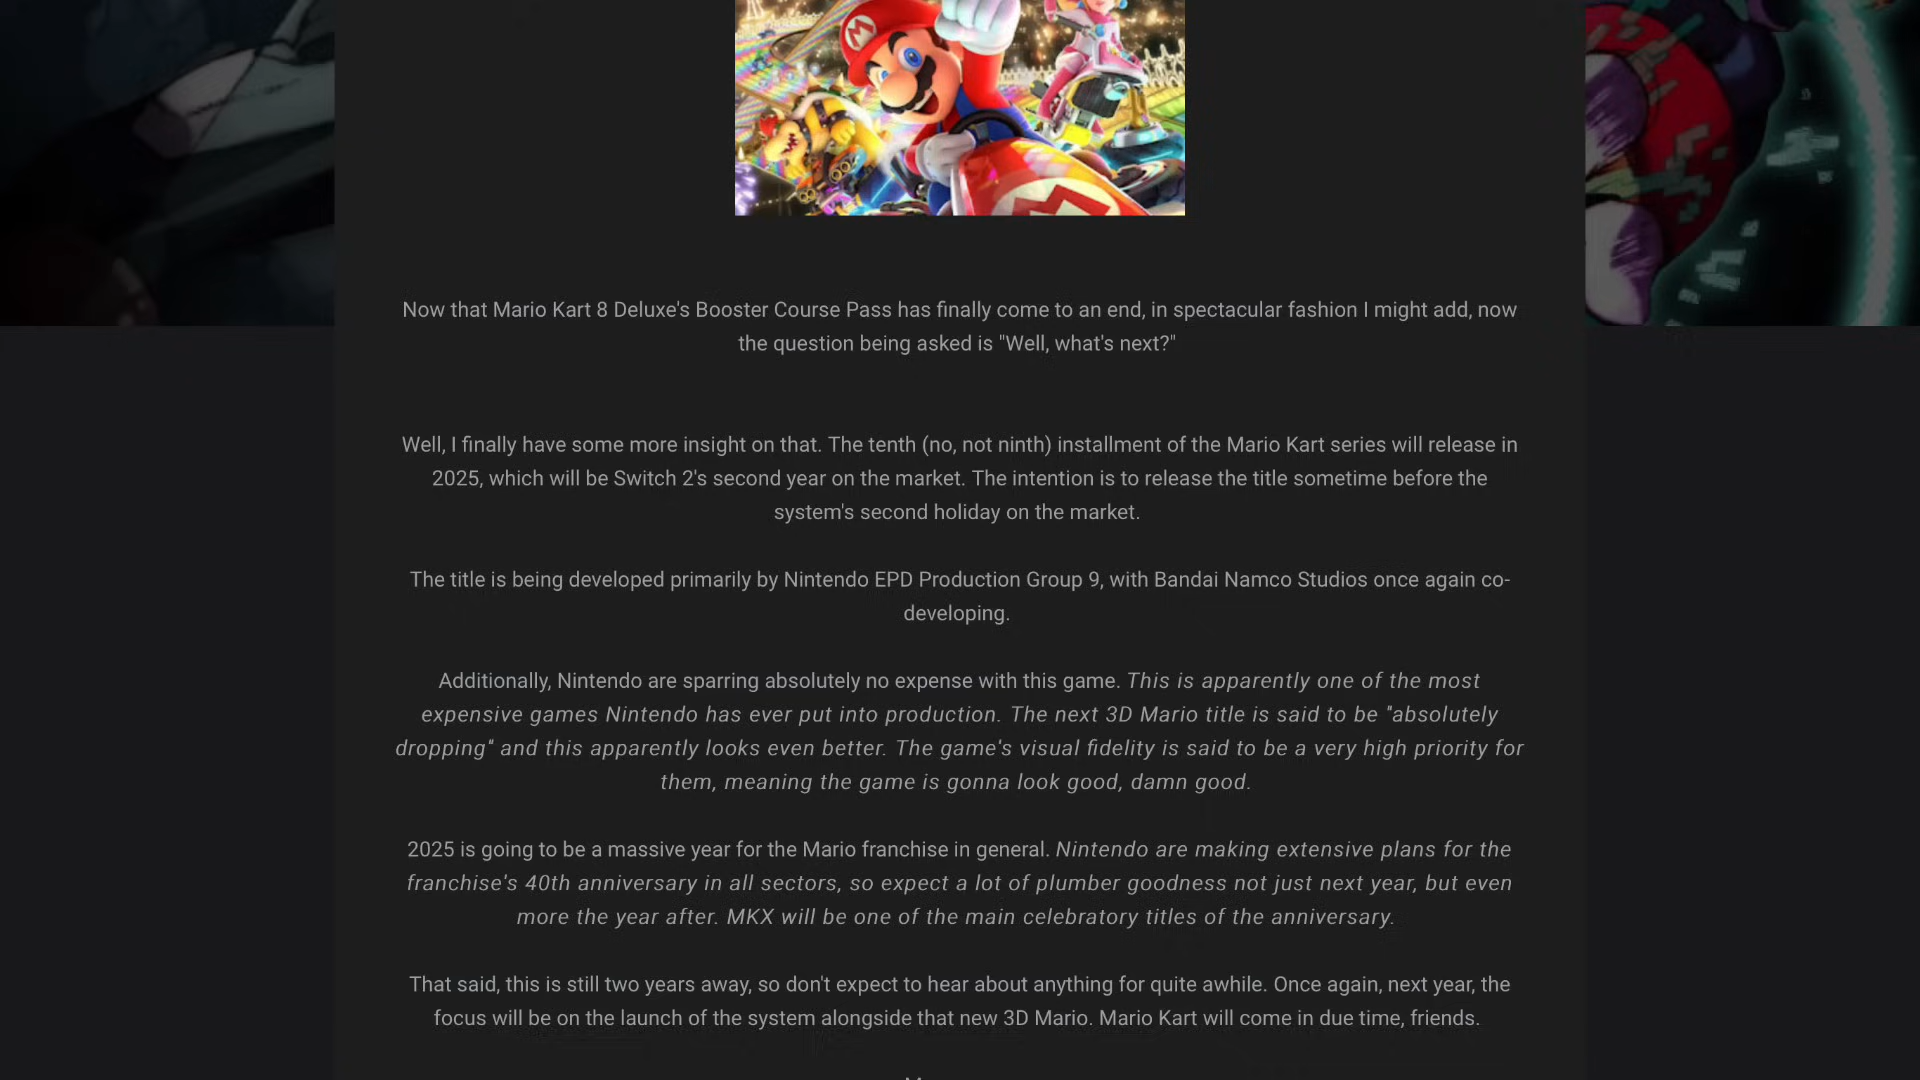 Now that Mario Kart 8 Deluxe's Booster Course Pass has finally come to an end, in spectacular fashion I might add, now
the question being asked is "Well, what's next?"
Well, I finally have some more insight on that. The tenth (no, not ninth) installment of the Mario Kart series will release in
2025, which will be Switch 2's second year on the market. The intention is to release the title sometime before the
system's second holiday on the market.
The title is being developed primarily by Nintendo EPD Production Group 9, with Bandai Namco Studios once again co-
developing.
Additionally, Nintendo are sparring absolutely no expense with this game. This is apparently one of the most
expensive games Nintendo has ever put into production. The next 3D Mario title is said to be "absolutely
dropping" and this apparently looks even better. The game's visual fidelity is said to be a very high priority for
them, meaning the game is gonna look good, damn good.
2025 is going to be a massive year for the Mario franchise in general. Nintendo are making extensive plans for the
franchise's 40th anniversary in all sectors, so expect a lot of plumber goodness not just next year, but even
more the year after. MKX will be one of the main celebratory titles of the anniversary.
That said, this is still two years away, so don't expect to hear about anything for quite awhile. Once again, next year, the
focus will be on the launch of the system alongside that new 3D Mario. Mario Kart will come in due time, friends.